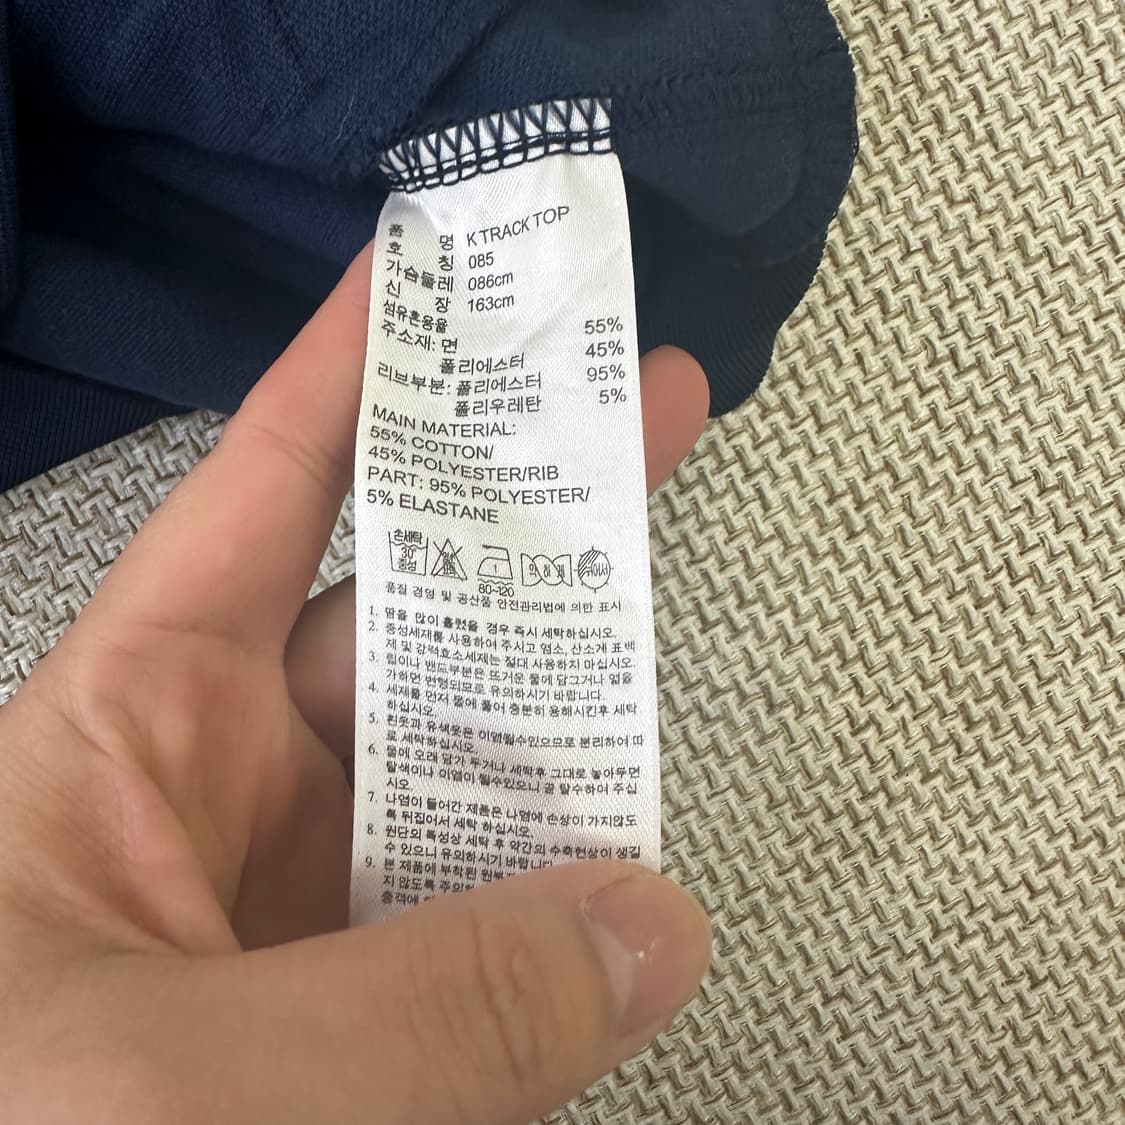 품 명 K TRACK TOP
호 칭 085
가슴둘레 086cm
신 장 163cm
섬유혼용율
주소재: 면 55%
폴리에스터 45%
리브부분: 폴리에스터 95%
폴리우레탄 5%
MAIN MATERIAL:
55% COTTON/
45% POLYESTER/RIB
PART: 95% POLYESTER/
5% ELASTANE
손세탁
30°
중성
1
80~120
품질 경영 및 공산품 안전관리법에 의한 표시
1. 땀을 많이 흘렸을 경우 즉시 세탁하십시오.
2. 중성세제를 사용하여 주시고 염소, 산소계 표백
제 및 강력효소세제는 절대 사용하지 마십시오.
3. 립이나 밴드부분은 뜨거운 물에 담그거나 열을
가하면 변형되므로 유의하시기 바랍니다.
4. 세제를 먼저 물에 풀어 충분히 용해시킨후 세탁
하십시오.
5. 흰옷과 유색옷은 이염될수있으므로 분리하여 따
로 세탁하십시오.
6. 물에 오래 담가 두거나 세탁후 그대로 놓아두면
탈색이나 이염이 될수있으니 곧 탈수하여 주십
시오.
7. 나염이 들어간 제품은 나염에 손상이 가지않도
록 뒤집어서 세탁 하십시오.
8. 원단의 특성상 세탁 후 약간의 수축현상이 생길
수 있으니 유의하시기 바랍니다.
9. 본 제품에 부착된
지 않도록
충격에